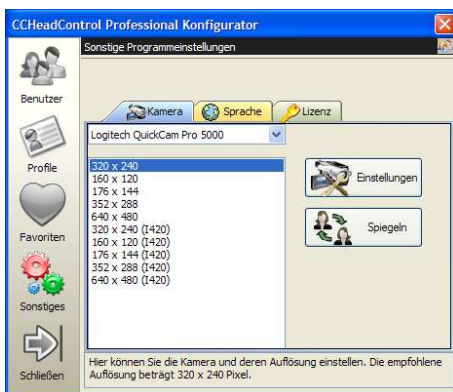 CCHeadControl Professional Konfigurator
Sonstige Programmeinstellungen
Benutzer
Profile
Favoriten
Sonstiges
Schließen
Kamera
Sprache
Lizenz
Logitech QuickCam Pro 5000
320 x 240
160 x 120
176 x 144
352 x 288
640 x 480
320 x 240 (I420)
160 x 120 (I420)
176 x 144 (I420)
352 x 288 (I420)
640 x 480 (I420)
Einstellungen
Spiegeln
Hier können Sie die Kamera und deren Auflösung einstellen. Die empfohlene
Auflösung beträgt 320 x 240 Pixel.